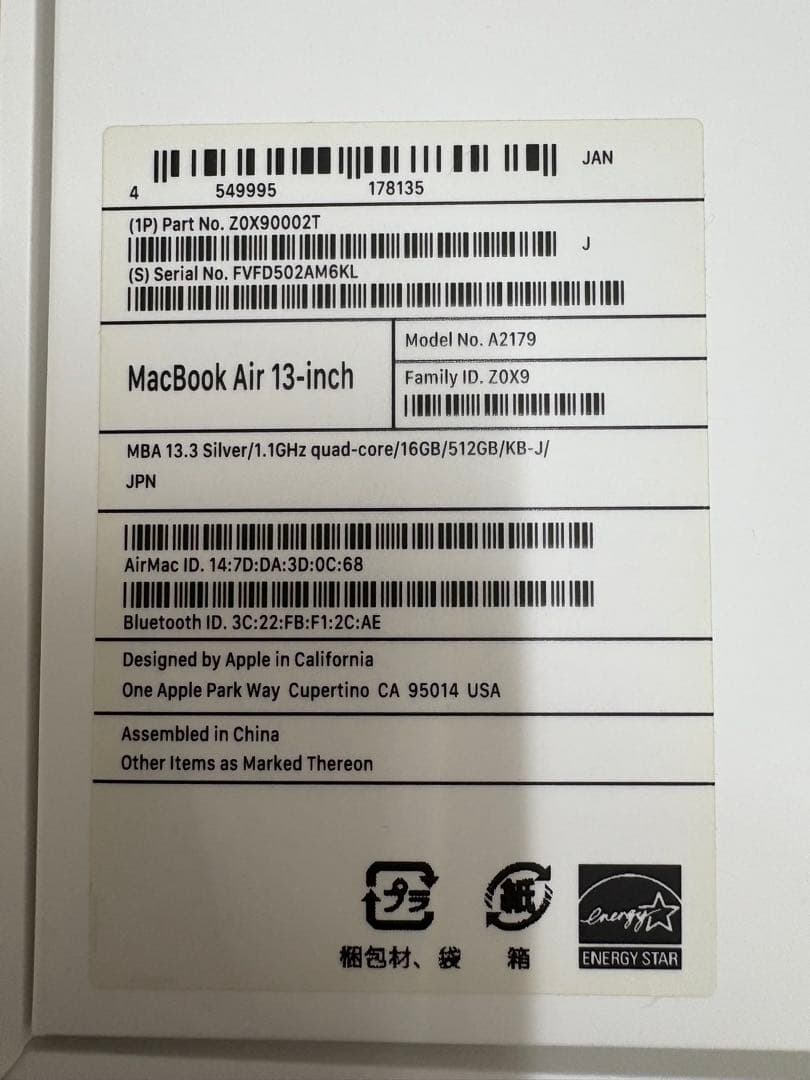 JAN
4 549995 178135
(1P) Part No. Z0X90002T
J
(S) Serial No. FVFD502AM6KL
MacBook Air 13-inch
Model No. A2179
Family ID. Z0X9
MBA 13.3 Silver/1.1GHz quad-core/16GB/512GB/KB-J/
JPN
AirMac ID. 14:7D:DA:3D:0C:68
Bluetooth ID. 3C:22:FB:F1:2C:AE
Designed by Apple in California
One Apple Park Way Cupertino CA 95014 USA
Assembled in China
Other Items as Marked Thereon
プラ 紙 energy
梱包材、袋 箱 ENERGY STAR